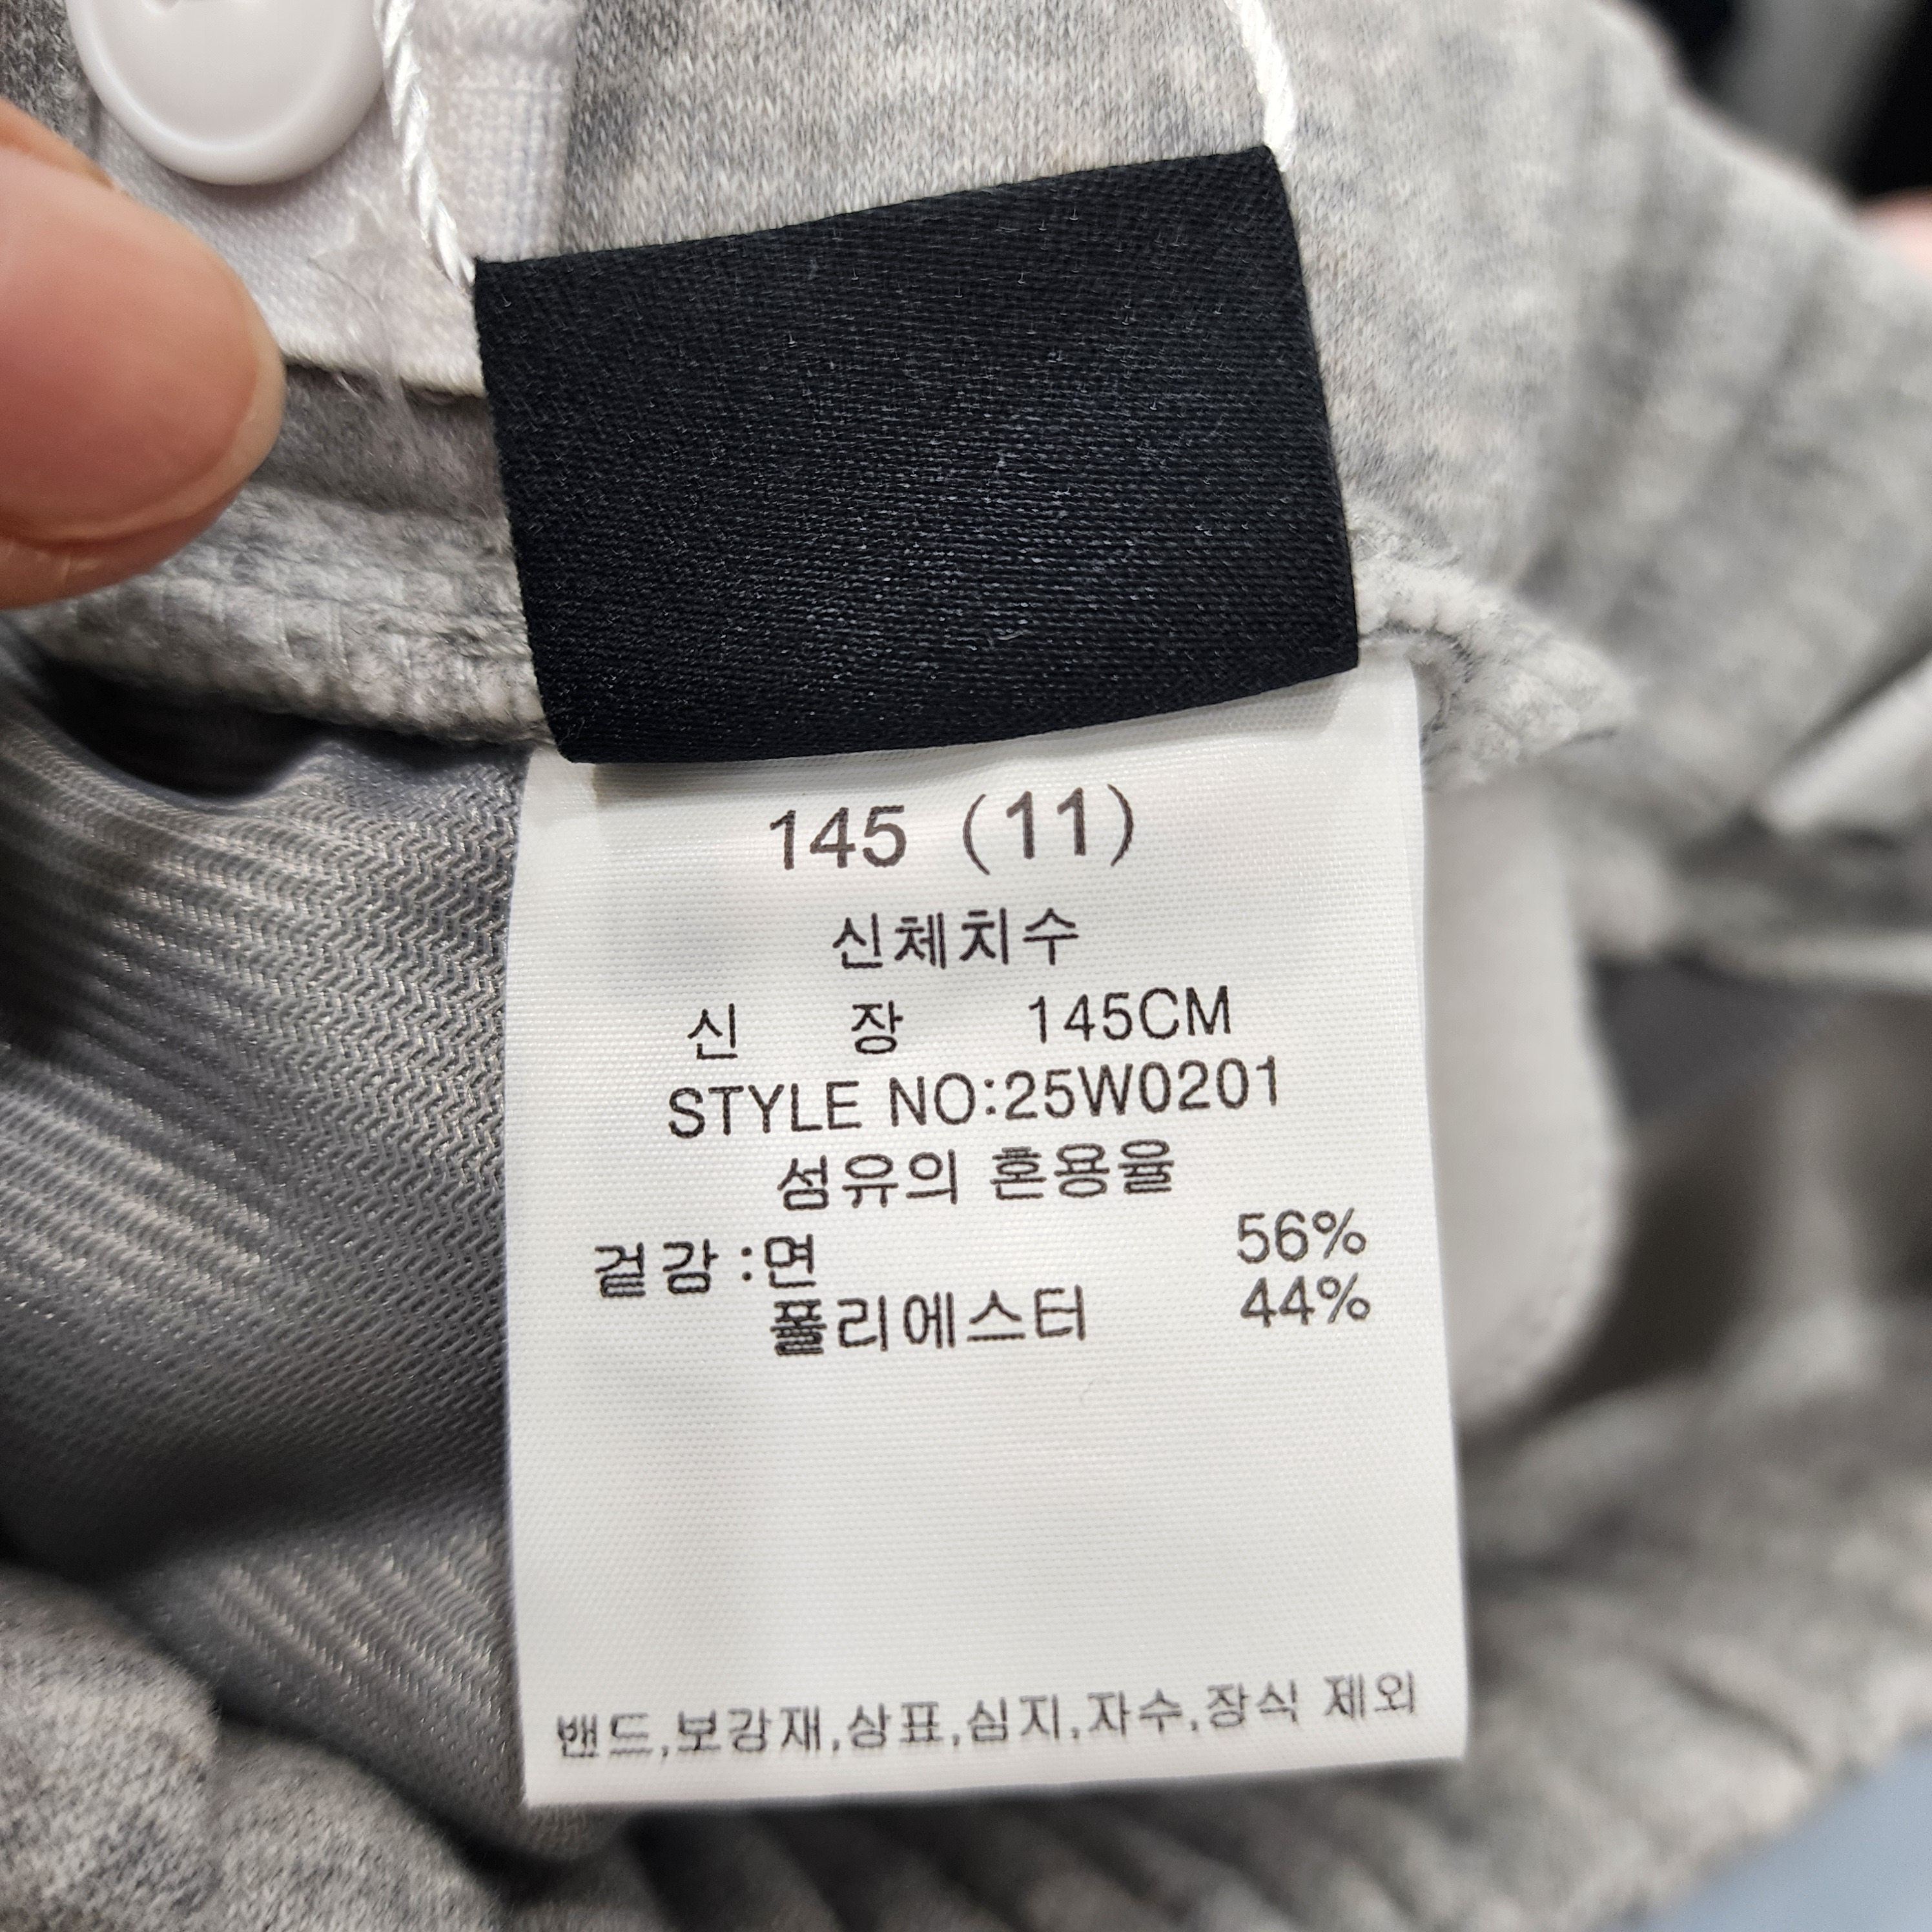 145 (11)
신체치수
신 장 145CM
STYLE NO:25W0201
섬유의 혼용율
겉감:면 56%
폴리에스터 44%
밴드,보강재,상표,심지,자수,장식 제외